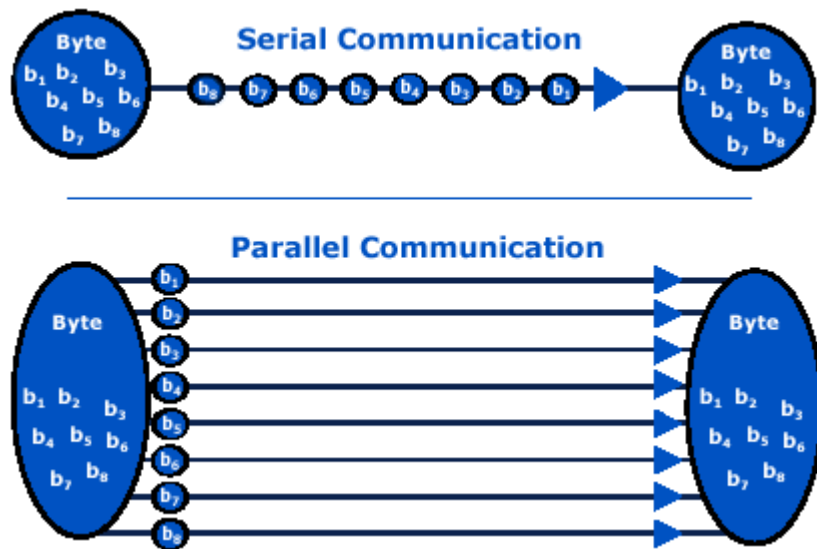 Serial Communication
Byte
b₁ b₂ b₃
b₄ b₅ b₆
b₇ b₈
b₈ b₇ b₆ b₅ b₄ b₃ b₂ b₁
Byte
b₁ b₂ b₃
b₄ b₅ b₆
b₇ b₈
Parallel Communication
Byte
b₁ b₂ b₃
b₄ b₅ b₆
b₇ b₈
b₁
b₂
b₃
b₄
b₅
b₆
b₇
b₈
Byte
b₁ b₂ b₃
b₄ b₅ b₆
b₇ b₈